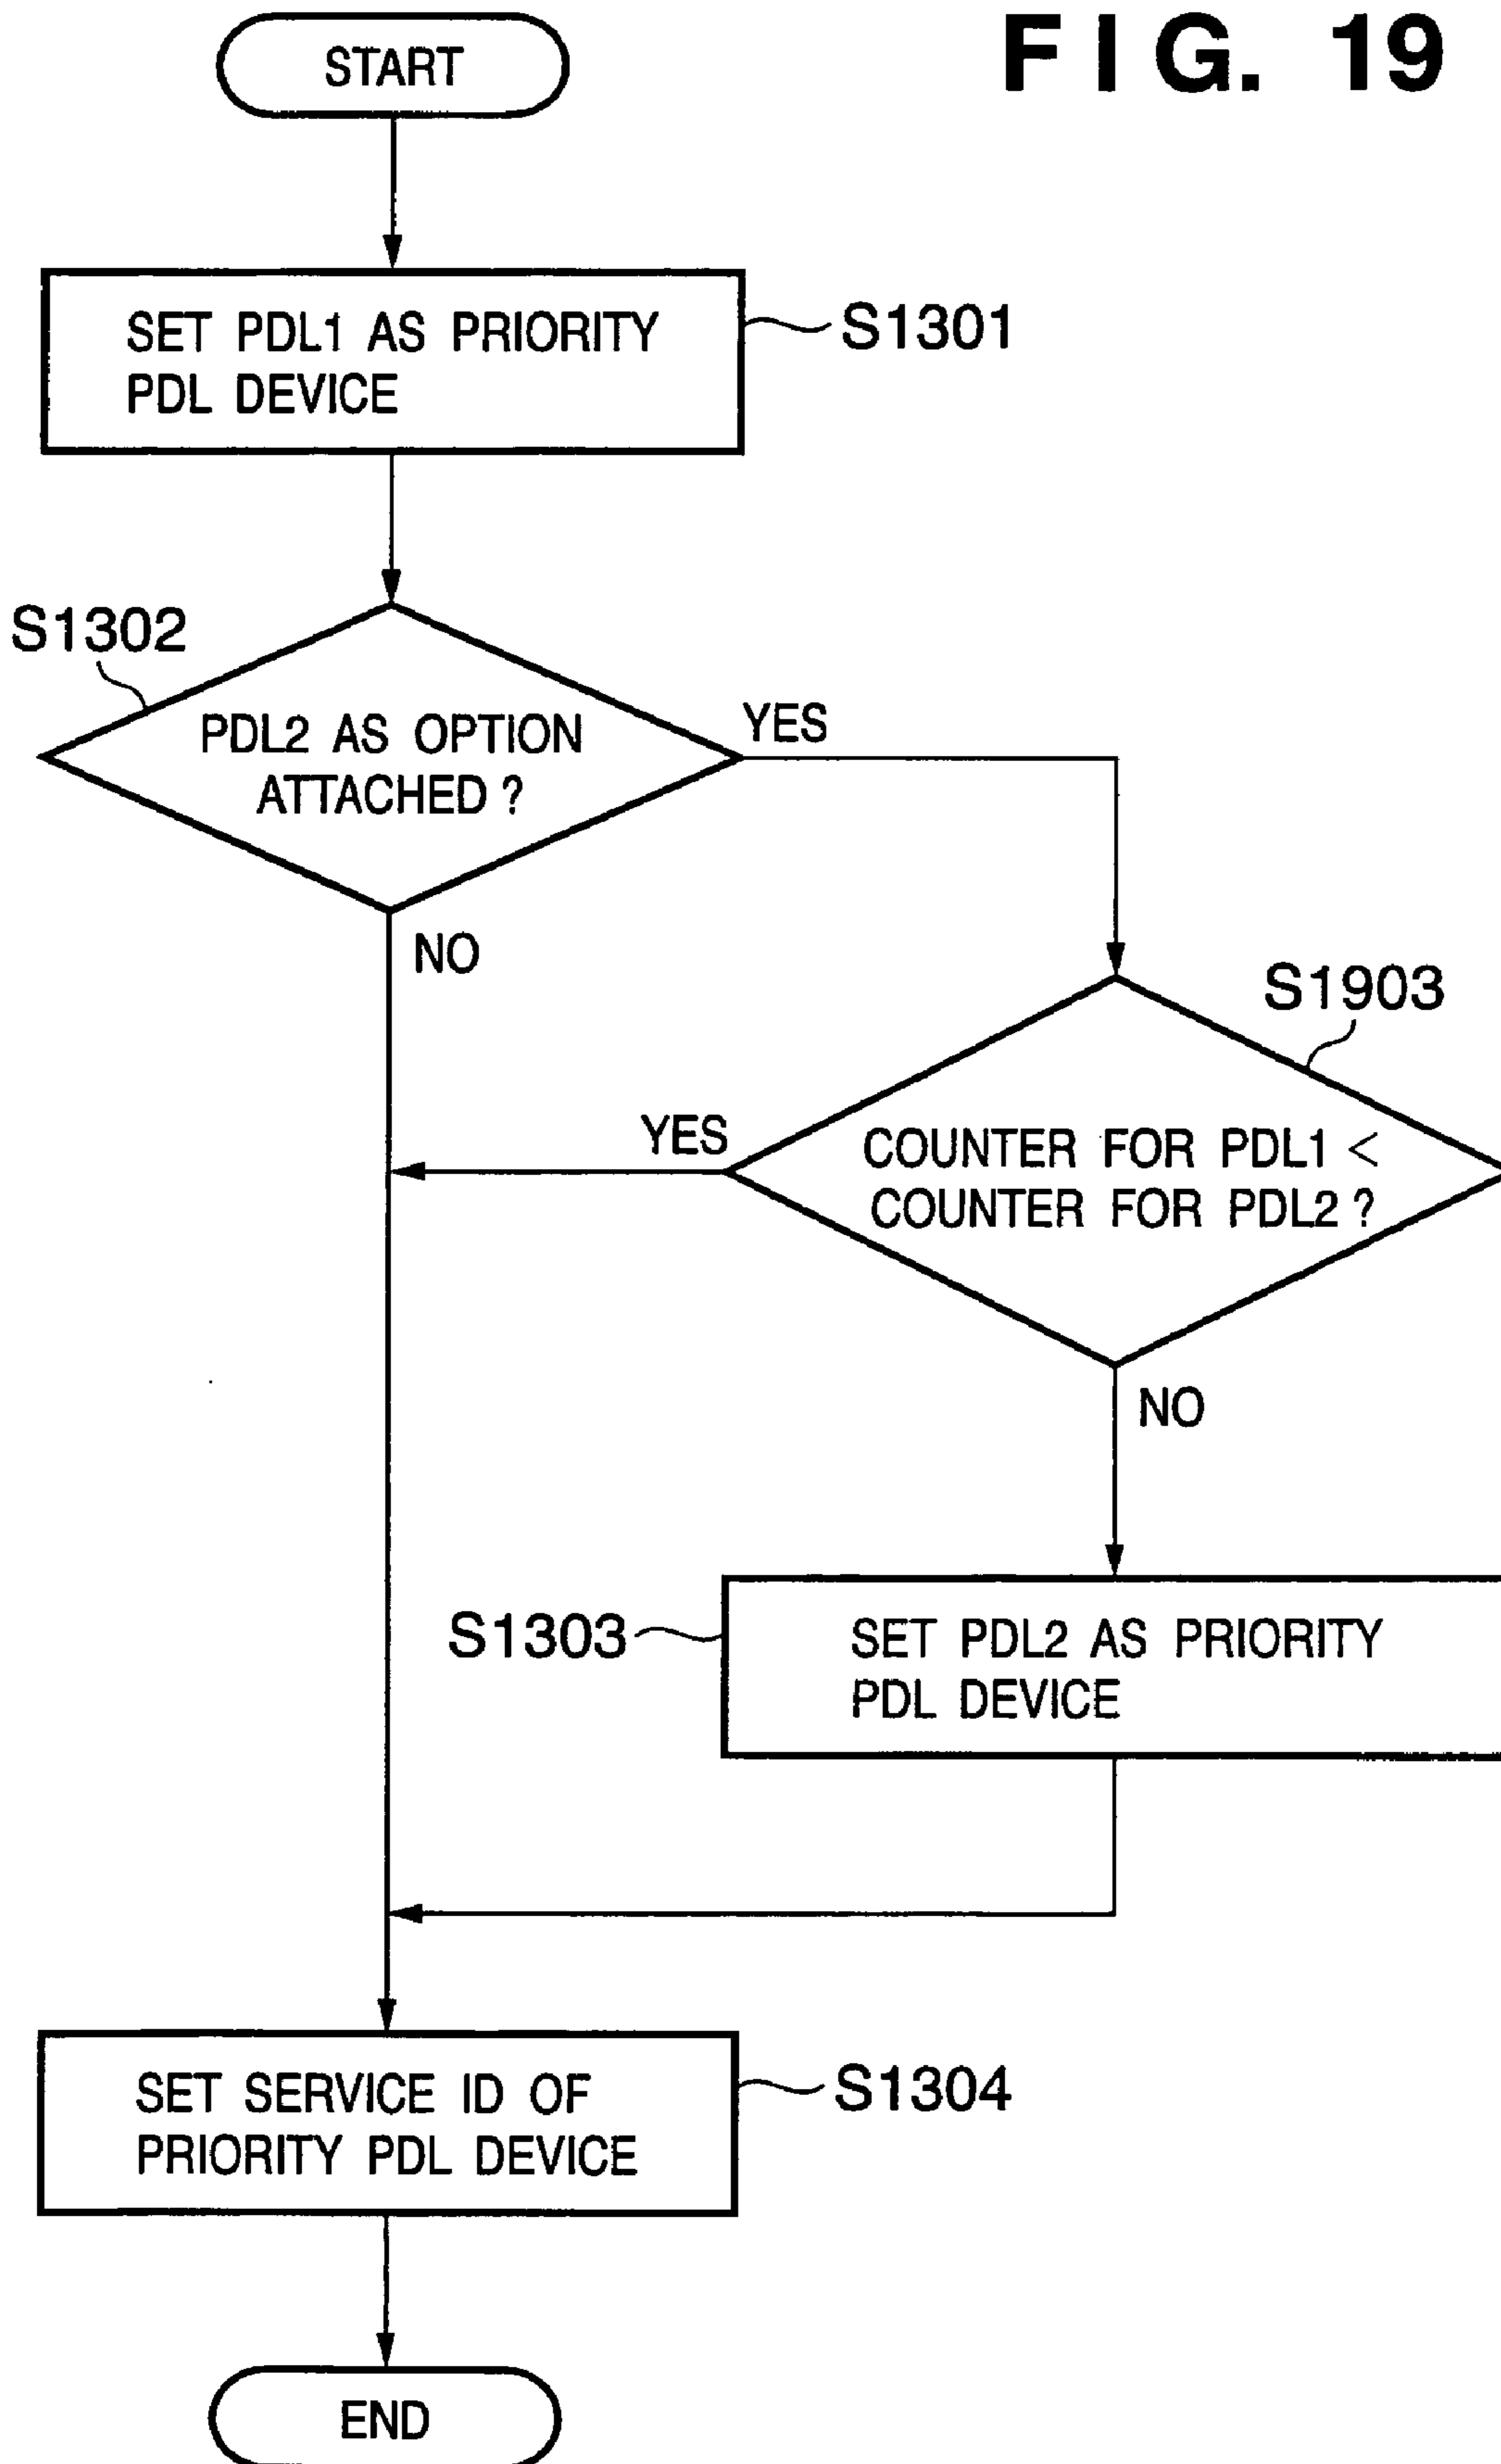 FIG. 19
START
SET PDL1 AS PRIORITY
PDL DEVICE
S1301
S1302
PDL2 AS OPTION
ATTACHED ?
YES
NO
S1903
YES
COUNTER FOR PDL1 <
COUNTER FOR PDL2 ?
NO
S1303
SET PDL2 AS PRIORITY
PDL DEVICE
SET SERVICE ID OF
PRIORITY PDL DEVICE
S1304
END